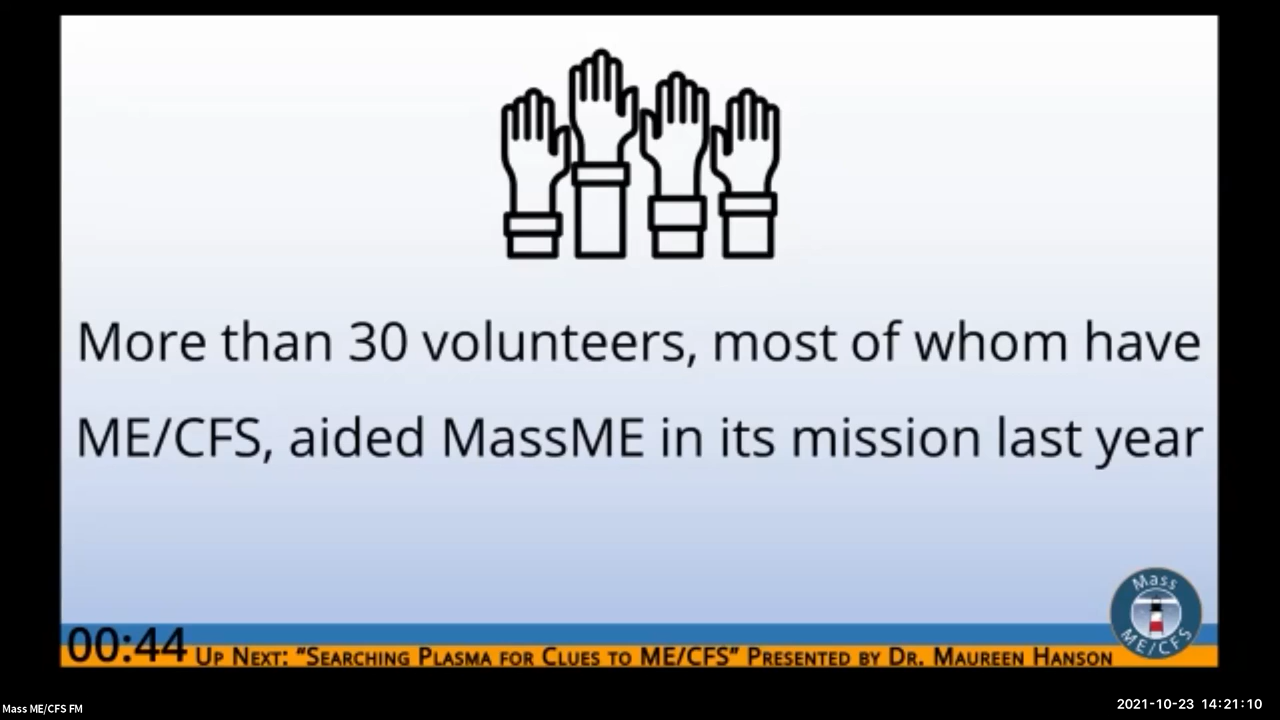 More than 30 volunteers, most of whom have
ME/CFS, aided MassME in its mission last year
Mass
ME/CFS
00:44
Up Next: “Searching Plasma for Clues to ME/CFS” Presented by Dr. Maureen Hanson
Mass ME/CFS FM
2021-10-23 14:21:10